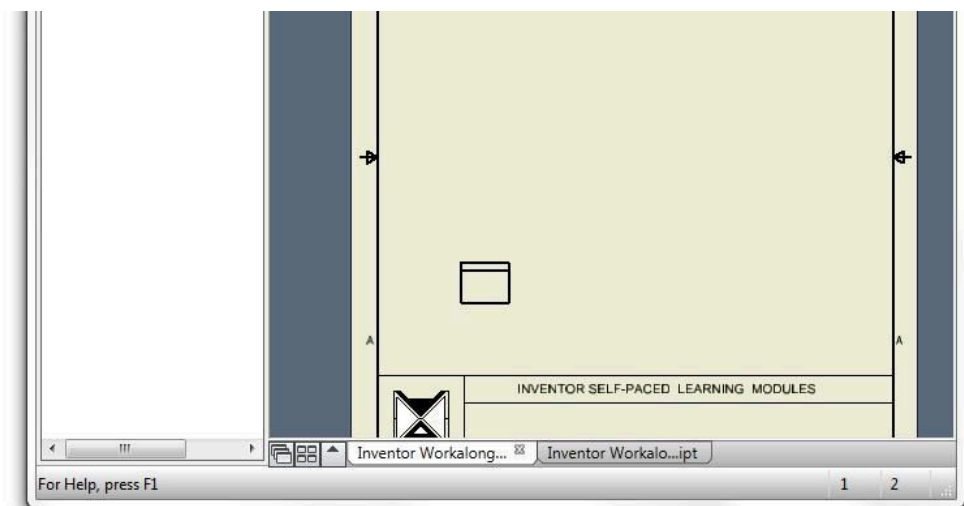 A A
INVENTOR SELF-PACED LEARNING MODULES
Inventor Workalong... Inventor Workalo...ipt
For Help, press F1 1 2